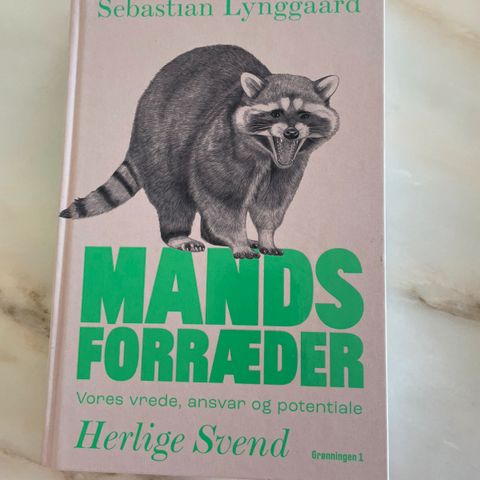 Sebastian Lynggaard
MANDS
FORRÆDER
Vores vrede, ansvar og potentiale
Herlige Svend
Grønningen 1